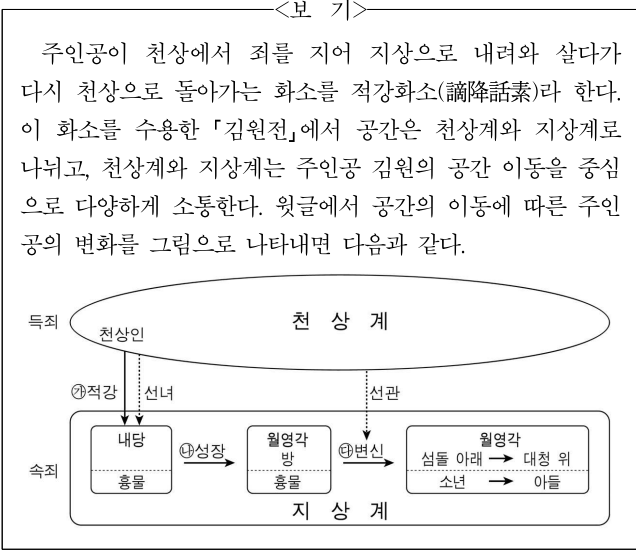 <보 기>
주인공이 천상에서 죄를 지어 지상으로 내려와 살다가
다시 천상으로 돌아가는 화소를 적강화소(謫降話素)라 한다.
이 화소를 수용한 「김원전」에서 공간은 천상계와 지상계로
나뉘고, 천상계와 지상계는 주인공 김원의 공간 이동을 중심
으로 다양하게 소통한다. 윗글에서 공간의 이동에 따른 주인
공의 변화를 그림으로 나타내면 다음과 같다.
득죄
천 상 계
천상인
㉮적강
선녀
선관
속죄
내당
흉물
㉯성장
월영각
방
흉물
㉰변신
월영각
섬돌 아래 → 대청 위
소년 → 아들
지 상 계